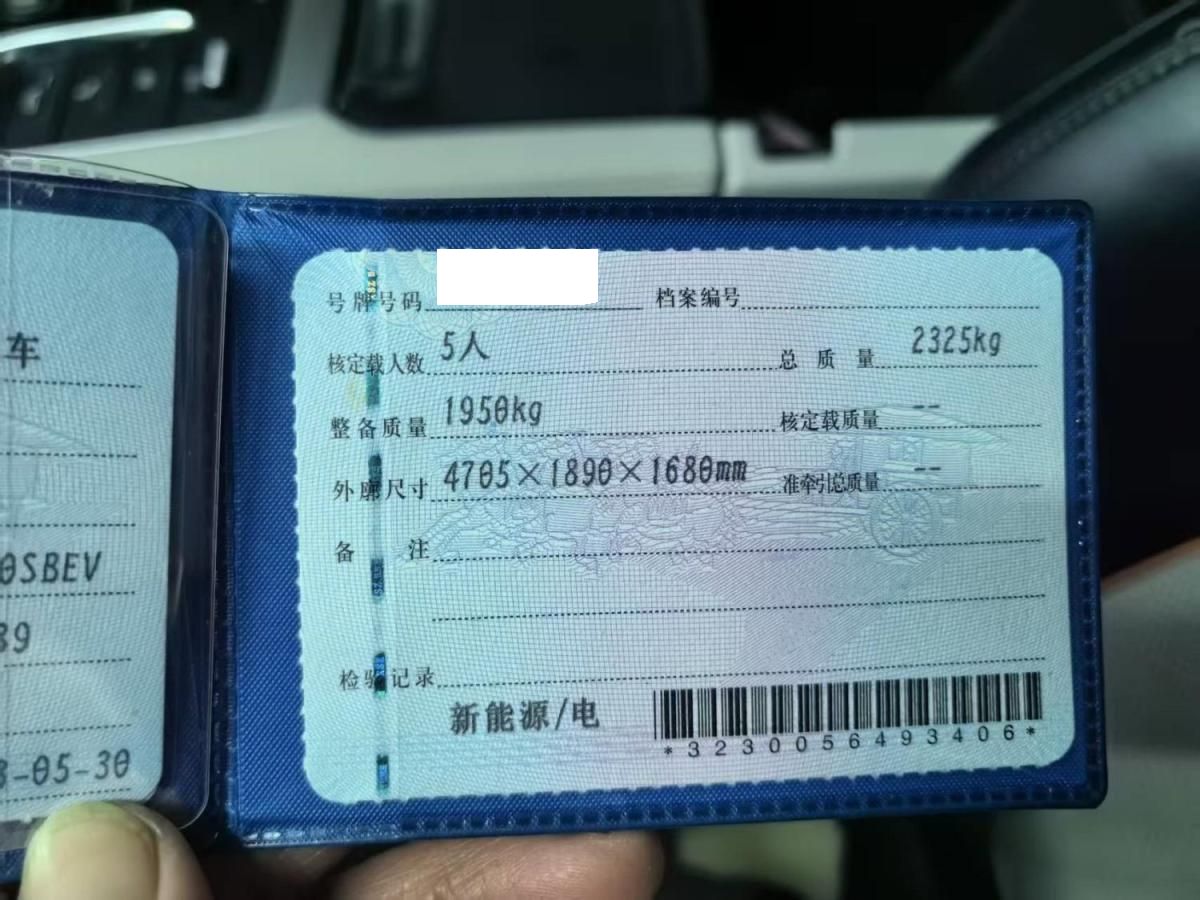 车
0SBEV
39
-05-30
号牌号码 档案编号
核定载人数 5人 总质量 2325kg
整备质量 1950kg 核定载质量 --
外廓尺寸 4705×1890×1680mm 准牵引总质量 --
备注
检验记录
新能源/电
*3230056493406*